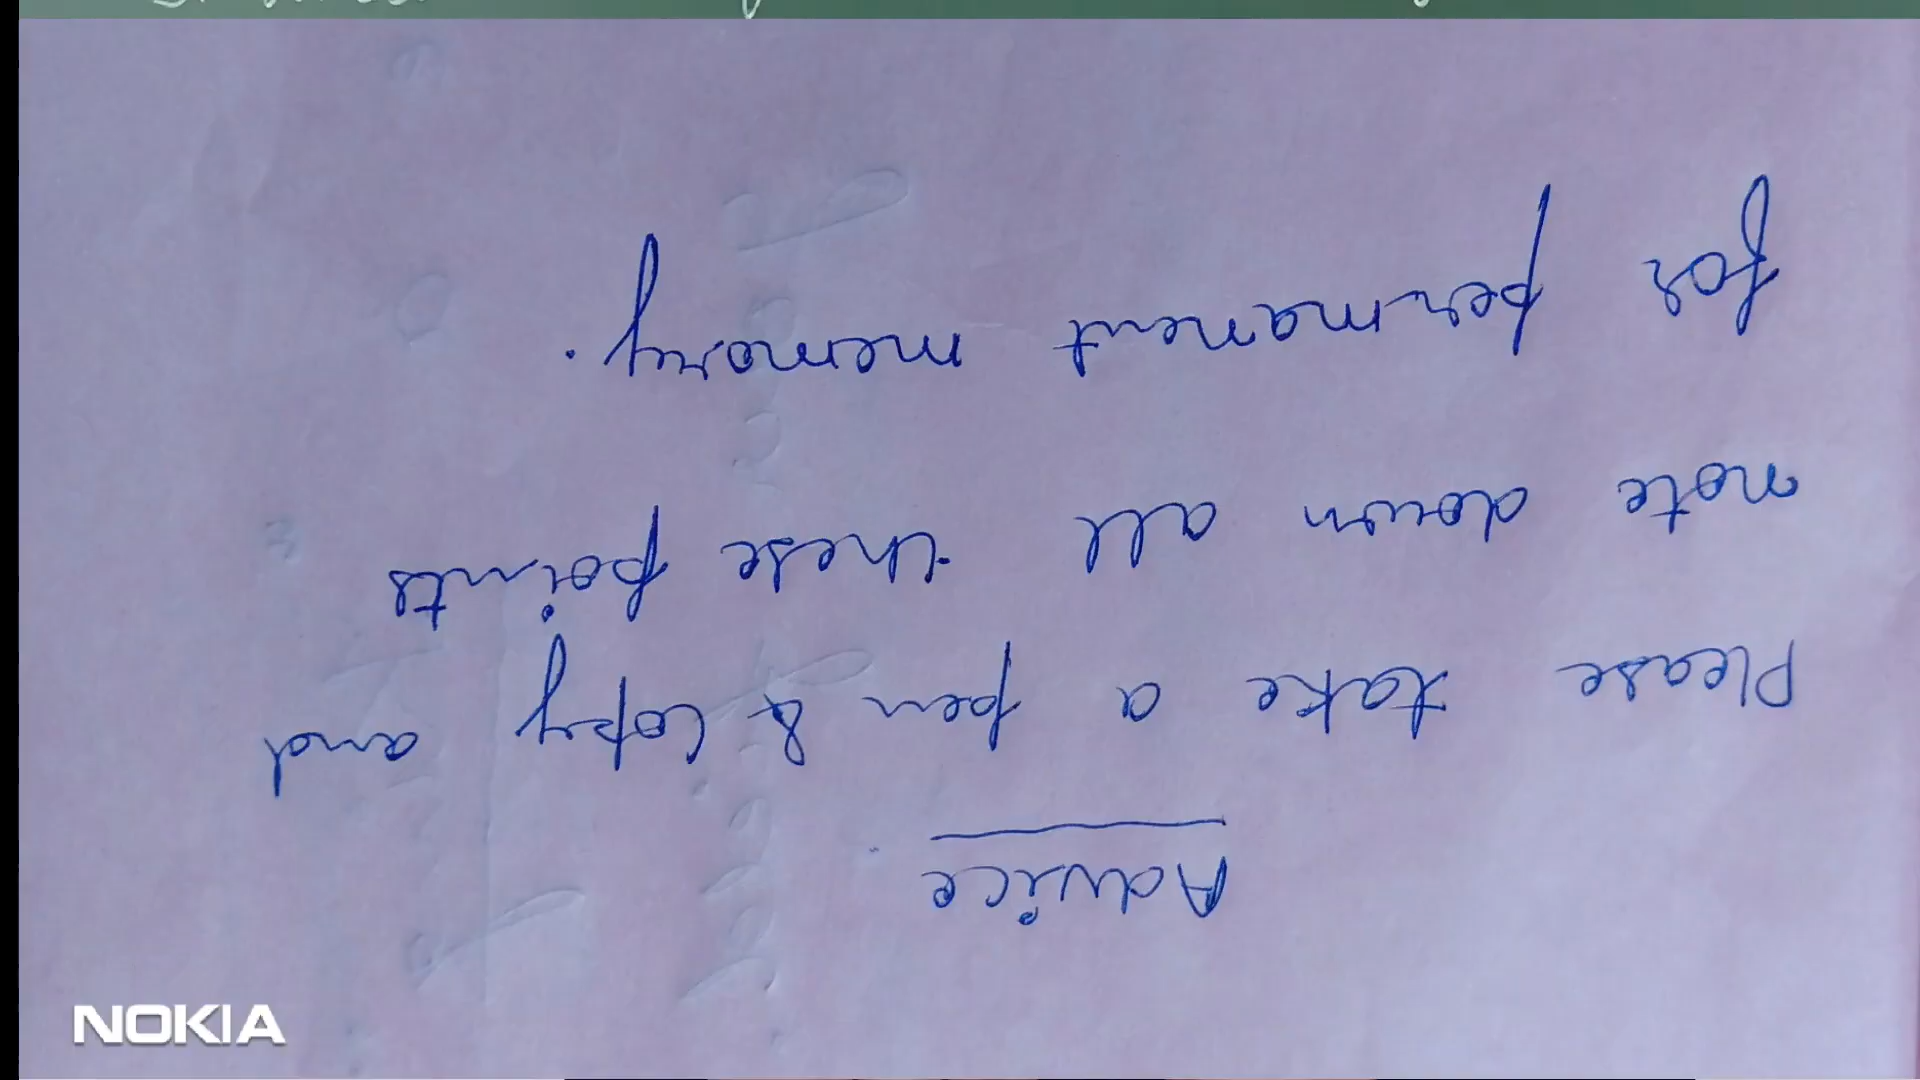 Advice
Please take a pen & copy and
note down all these points
for permanent memory.
NOKIA